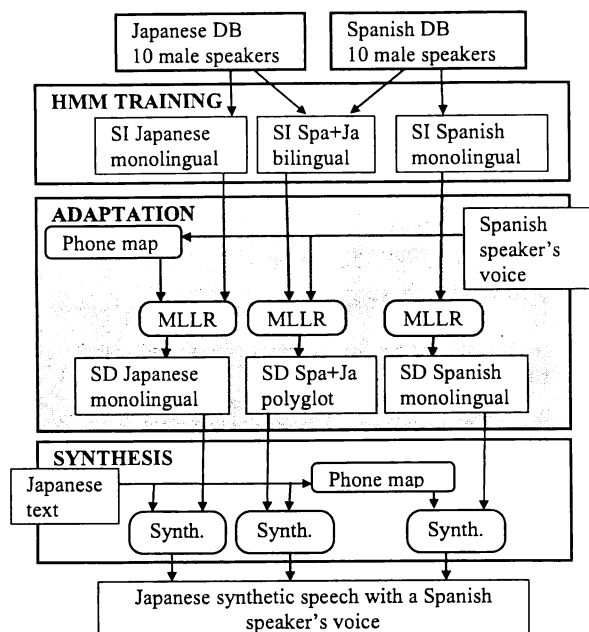 Japanese DB
10 male speakers
Spanish DB
10 male speakers
HMM TRAINING
SI Japanese
monolingual
SI Spa+Ja
bilingual
SI Spanish
monolingual
ADAPTATION
Phone map
Spanish
speaker's
voice
MLLR
MLLR
MLLR
SD Japanese
monolingual
SD Spa+Ja
polyglot
SD Spanish
monolingual
SYNTHESIS
Japanese
text
Phone map
Synth.
Synth.
Synth.
Japanese synthetic speech with a Spanish
speaker's voice